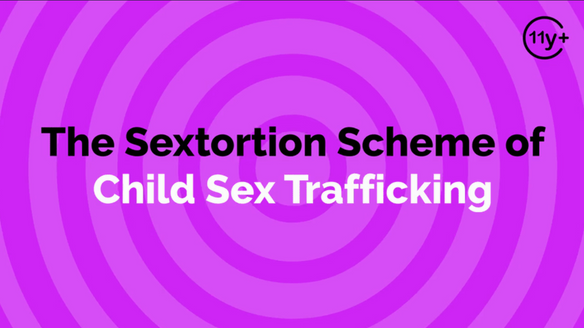 11y+
The Sextortion Scheme of
Child Sex Trafficking